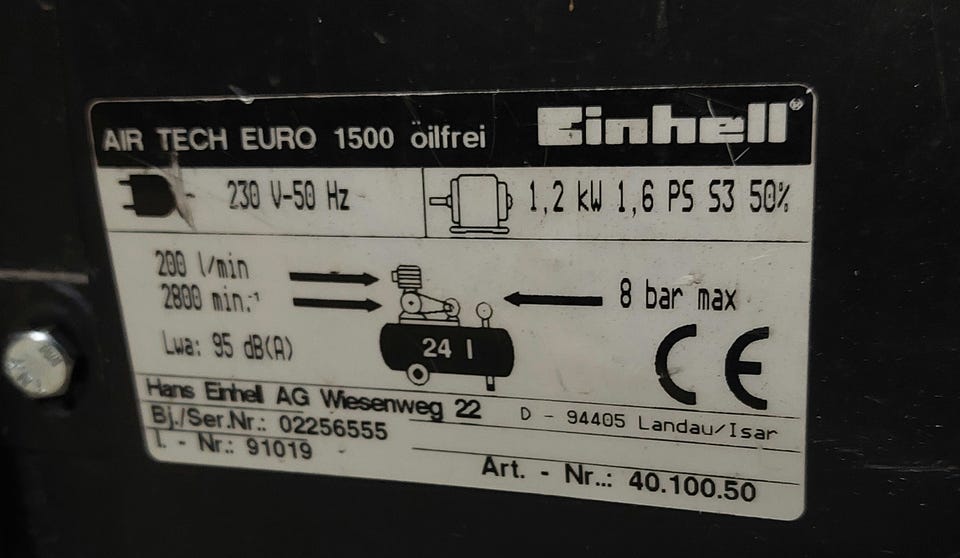 AIR TECH EURO 1500 öilfrei Einhell®
230 V-50 Hz 1,2 kW 1,6 PS S3 50%
200 l/min
2800 min.-¹ 8 bar max
Lwa: 95 dB(A) 24 l CE
Hans Einhell AG Wiesenweg 22 D - 94405 Landau/Isar
Bj./Ser.Nr.: 02256555
I. - Nr.: 91019
Art. - Nr..: 40.100.50